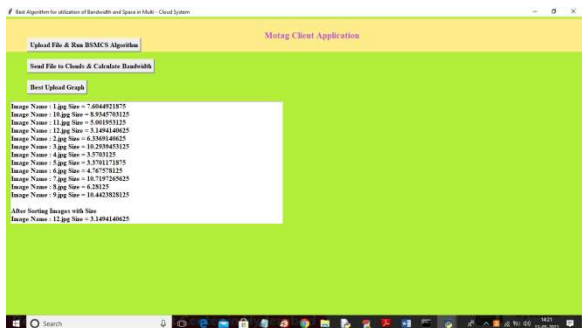 Best Algorithm for utilization of Bandwidth and Space in Multi - Cloud System
Motag Client Application
Upload File & Run BSMCS Algorithm
Send File to Clouds & Calculate Bandwidth
Best Upload Graph
Image Name : 1.jpg Size = 7.6044921875
Image Name : 10.jpg Size = 8.9345703125
Image Name : 11.jpg Size = 5.001953125
Image Name : 12.jpg Size = 3.1494140625
Image Name : 2.jpg Size = 6.3369140625
Image Name : 3.jpg Size = 10.2939453125
Image Name : 4.jpg Size = 3.5703125
Image Name : 5.jpg Size = 3.3701171875
Image Name : 6.jpg Size = 4.767578125
Image Name : 7.jpg Size = 10.7197265625
Image Name : 8.jpg Size = 6.28125
Image Name : 9.jpg Size = 10.4423828125
After Sorting Images with Size
Image Name : 12.jpg Size = 3.1494140625
Search
14:21